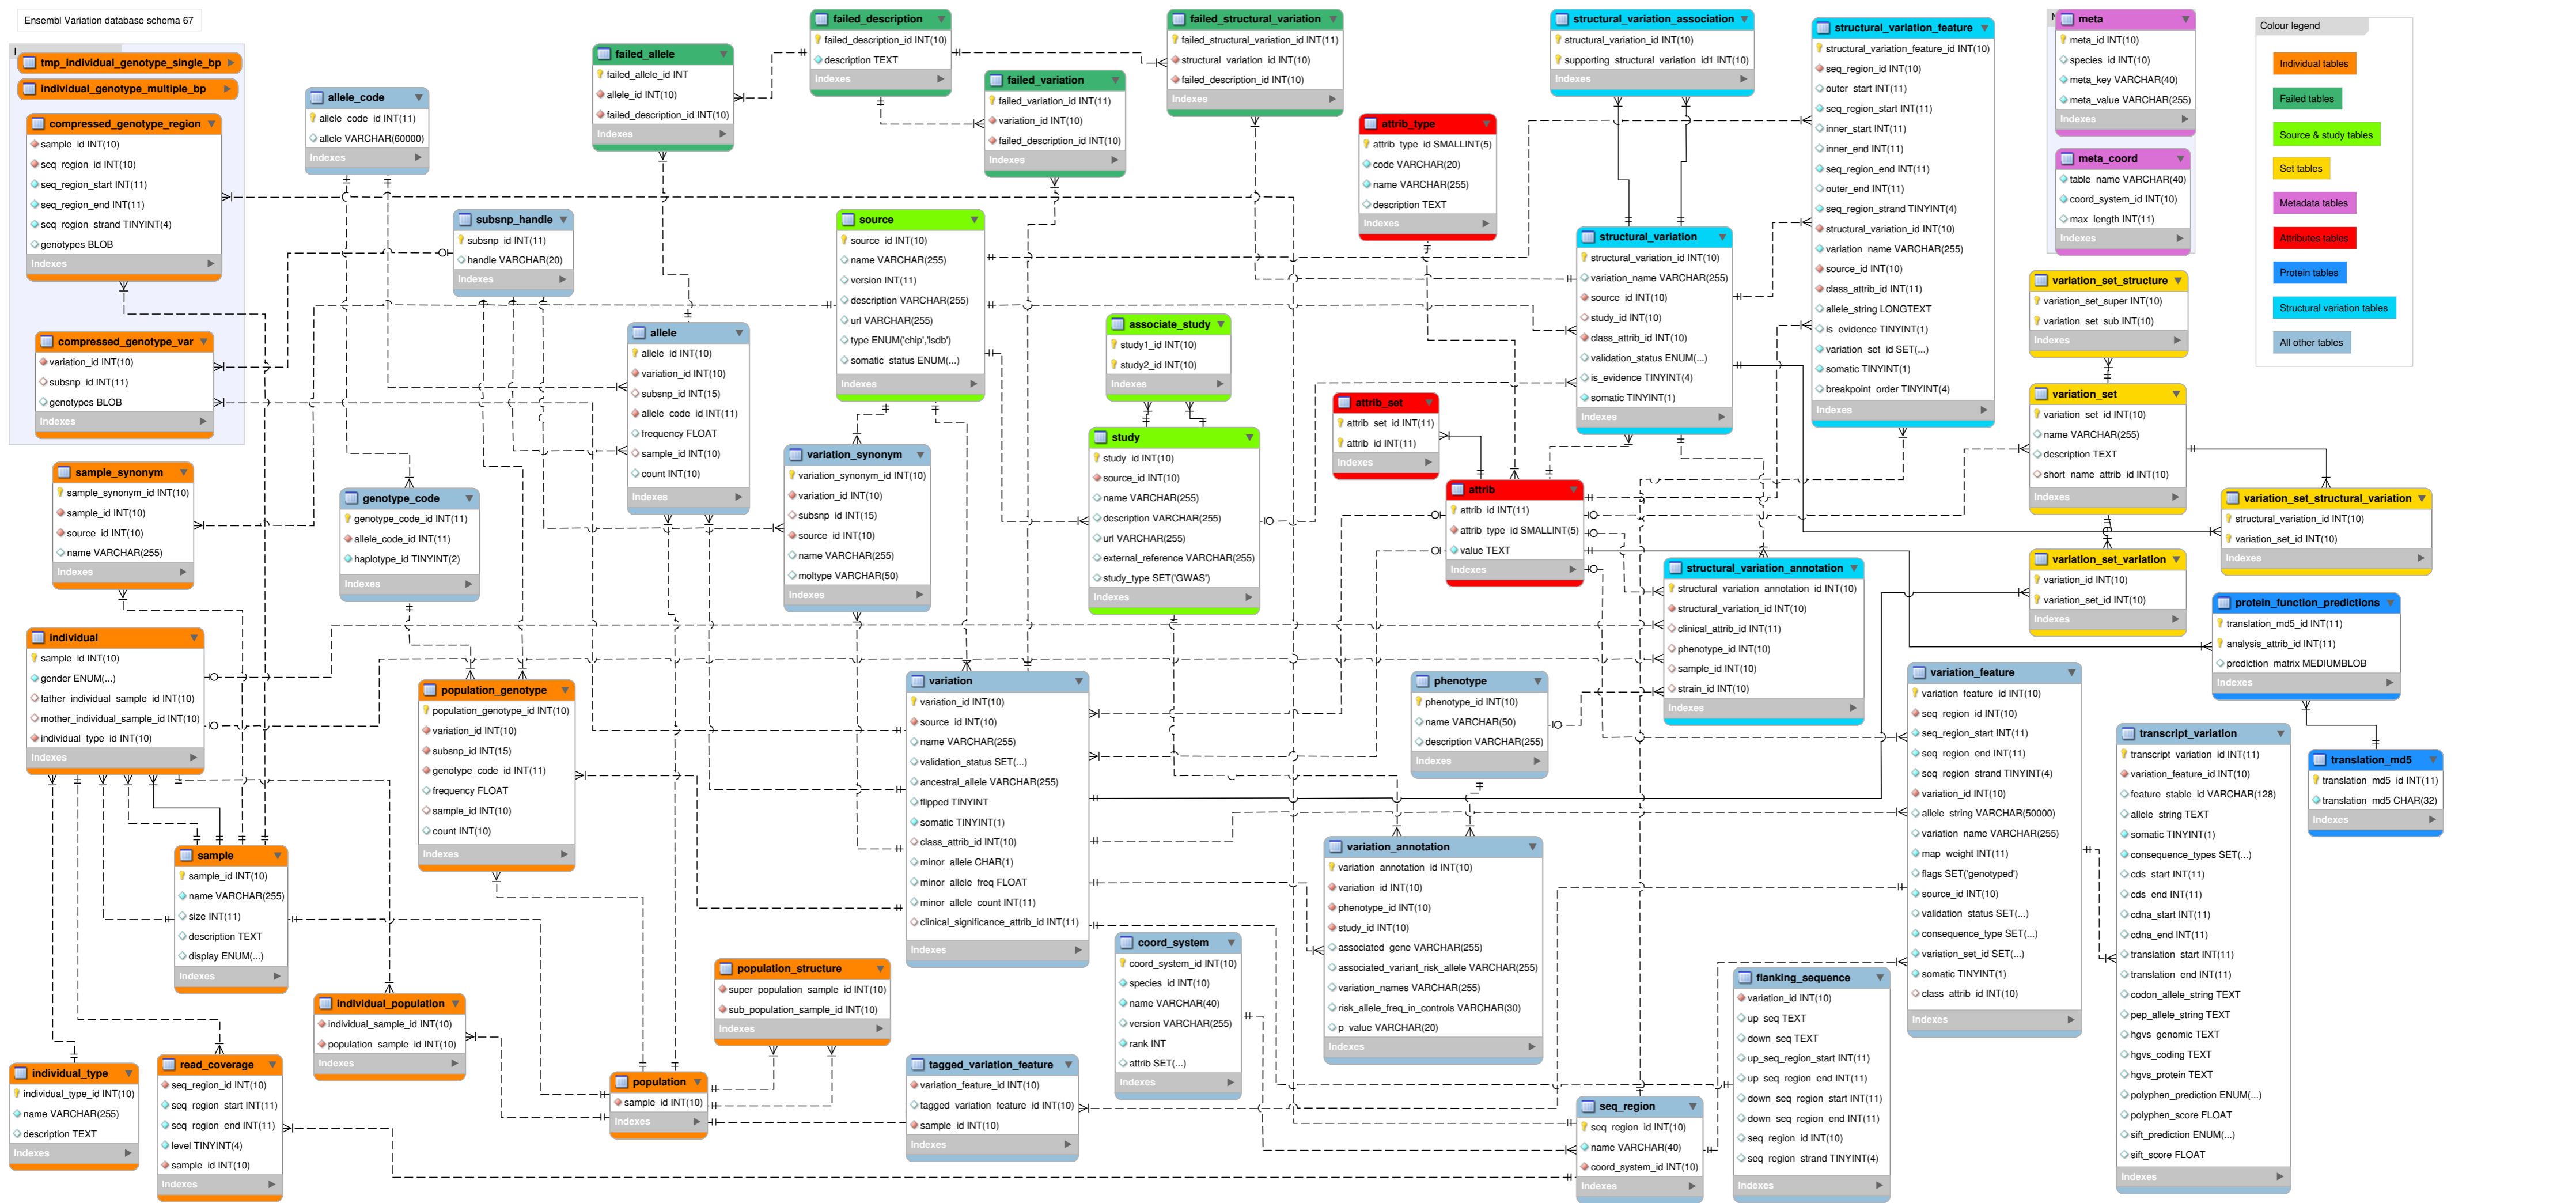 Ensembl Variation database schema 67
I
tmp_individual_genotype_single_bp
individual_genotype_multiple_bp
compressed_genotype_region
sample_id INT(10)
seq_region_id INT(10)
seq_region_start INT(11)
seq_region_end INT(11)
seq_region_strand TINYINT(4)
genotypes BLOB
Indexes
compressed_genotype_var
variation_id INT(10)
subsnp_id INT(11)
genotypes BLOB
Indexes
sample_synonym
sample_synonym_id INT(10)
sample_id INT(10)
source_id INT(10)
name VARCHAR(255)
Indexes
individual
sample_id INT(10)
gender ENUM(...)
father_individual_sample_id INT(10)
mother_individual_sample_id INT(10)
individual_type_id INT(10)
Indexes
sample
sample_id INT(10)
name VARCHAR(255)
size INT(11)
description TEXT
display ENUM(...)
Indexes
individual_type
individual_type_id INT(10)
name VARCHAR(255)
description TEXT
Indexes
read_coverage
seq_region_id INT(10)
seq_region_start INT(11)
seq_region_end INT(11)
level TINYINT(4)
sample_id INT(10)
Indexes
individual_population
individual_sample_id INT(10)
population_sample_id INT(10)
Indexes
allele_code
allele_code_id INT(11)
allele VARCHAR(60000)
Indexes
subsnp_handle
subsnp_id INT(11)
handle VARCHAR(20)
Indexes
genotype_code
genotype_code_id INT(11)
allele_code_id INT(11)
haplotype_id TINYINT(2)
Indexes
population_genotype
population_genotype_id INT(10)
variation_id INT(10)
subsnp_id INT(15)
genotype_code_id INT(11)
frequency FLOAT
sample_id INT(10)
count INT(10)
Indexes
failed_allele
failed_allele_id INT
allele_id INT(10)
failed_description_id INT(10)
Indexes
allele
allele_id INT(10)
variation_id INT(10)
subsnp_id INT(15)
allele_code_id INT(11)
frequency FLOAT
sample_id INT(10)
count INT(10)
Indexes
population_structure
super_population_sample_id INT(10)
sub_population_sample_id INT(10)
Indexes
population
sample_id INT(10)
Indexes
failed_description
failed_description_id INT(10)
description TEXT
Indexes
failed_variation
failed_variation_id INT(11)
variation_id INT(10)
failed_description_id INT(10)
Indexes
failed_structural_variation
failed_structural_variation_id INT(11)
structural_variation_id INT(10)
failed_description_id INT(10)
Indexes
source
source_id INT(10)
name VARCHAR(255)
version INT(11)
description VARCHAR(255)
url VARCHAR(255)
type ENUM('chip','lsdb')
somatic_status ENUM(...)
Indexes
variation_synonym
variation_synonym_id INT(10)
variation_id INT(10)
subsnp_id INT(15)
source_id INT(10)
name VARCHAR(255)
moltype VARCHAR(50)
Indexes
associate_study
study1_id INT(10)
study2_id INT(10)
Indexes
study
study_id INT(10)
source_id INT(10)
name VARCHAR(255)
description VARCHAR(255)
url VARCHAR(255)
external_reference VARCHAR(255)
study_type SET('GWAS')
Indexes
variation
variation_id INT(10)
source_id INT(10)
name VARCHAR(255)
validation_status SET(...)
ancestral_allele VARCHAR(255)
flipped TINYINT
somatic TINYINT(1)
class_attrib_id INT(10)
minor_allele CHAR(1)
minor_allele_freq FLOAT
minor_allele_count INT(11)
clinical_significance_attrib_id INT(11)
Indexes
tagged_variation_feature
variation_feature_id INT(10)
tagged_variation_feature_id INT(10)
sample_id INT(10)
Indexes
coord_system
coord_system_id INT(10)
species_id INT(10)
name VARCHAR(40)
version VARCHAR(255)
rank INT
attrib SET(...)
Indexes
attrib_type
attrib_type_id SMALLINT(5)
code VARCHAR(20)
name VARCHAR(255)
description TEXT
Indexes
attrib_set
attrib_set_id INT(11)
attrib_id INT(11)
Indexes
attrib
attrib_id INT(11)
attrib_type_id SMALLINT(5)
value TEXT
Indexes
phenotype
phenotype_id INT(10)
name VARCHAR(50)
description VARCHAR(255)
Indexes
variation_annotation
variation_annotation_id INT(10)
variation_id INT(10)
phenotype_id INT(10)
study_id INT(10)
associated_gene VARCHAR(255)
associated_variant_risk_allele VARCHAR(255)
variation_names VARCHAR(255)
risk_allele_freq_in_controls VARCHAR(30)
p_value VARCHAR(20)
Indexes
structural_variation_association
structural_variation_id INT(10)
supporting_structural_variation_id1 INT(10)
Indexes
structural_variation
structural_variation_id INT(10)
variation_name VARCHAR(255)
source_id INT(10)
study_id INT(10)
class_attrib_id INT(10)
validation_status ENUM(...)
is_evidence TINYINT(4)
somatic TINYINT(1)
Indexes
structural_variation_annotation
structural_variation_annotation_id INT(10)
structural_variation_id INT(10)
clinical_attrib_id INT(11)
phenotype_id INT(10)
sample_id INT(10)
strain_id INT(10)
Indexes
seq_region
seq_region_id INT(10)
name VARCHAR(40)
coord_system_id INT(10)
Indexes
flanking_sequence
variation_id INT(10)
up_seq TEXT
down_seq TEXT
up_seq_region_start INT(11)
up_seq_region_end INT(11)
down_seq_region_start INT(11)
down_seq_region_end INT(11)
seq_region_id INT(10)
seq_region_strand TINYINT(4)
Indexes
structural_variation_feature
structural_variation_feature_id INT(10)
seq_region_id INT(10)
outer_start INT(11)
seq_region_start INT(11)
inner_start INT(11)
inner_end INT(11)
seq_region_end INT(11)
outer_end INT(11)
seq_region_strand TINYINT(4)
structural_variation_id INT(10)
variation_name VARCHAR(255)
source_id INT(10)
class_attrib_id INT(11)
allele_string LONGTEXT
is_evidence TINYINT(1)
variation_set_id SET(...)
somatic TINYINT(1)
breakpoint_order TINYINT(4)
Indexes
variation_feature
variation_feature_id INT(10)
seq_region_id INT(10)
seq_region_start INT(11)
seq_region_end INT(11)
seq_region_strand TINYINT(4)
variation_id INT(10)
allele_string VARCHAR(50000)
variation_name VARCHAR(255)
map_weight INT(11)
flags SET('genotyped')
source_id INT(10)
validation_status SET(...)
consequence_type SET(...)
variation_set_id SET(...)
somatic TINYINT(1)
class_attrib_id INT(10)
Indexes
meta
meta_id INT(10)
species_id INT(10)
meta_key VARCHAR(40)
meta_value VARCHAR(255)
Indexes
meta_coord
table_name VARCHAR(40)
coord_system_id INT(10)
max_length INT(11)
Indexes
variation_set_structure
variation_set_super INT(10)
variation_set_sub INT(10)
Indexes
variation_set
variation_set_id INT(10)
name VARCHAR(255)
description TEXT
short_name_attrib_id INT(10)
Indexes
variation_set_variation
variation_id INT(10)
variation_set_id INT(10)
Indexes
variation_set_structural_variation
structural_variation_id INT(10)
variation_set_id INT(10)
Indexes
protein_function_predictions
translation_md5_id INT(11)
analysis_attrib_id INT(11)
prediction_matrix MEDIUMBLOB
Indexes
translation_md5
translation_md5_id INT(11)
translation_md5 CHAR(32)
Indexes
transcript_variation
transcript_variation_id INT(11)
variation_feature_id INT(10)
feature_stable_id VARCHAR(128)
allele_string TEXT
somatic TINYINT(1)
consequence_types SET(...)
cds_start INT(11)
cds_end INT(11)
cdna_start INT(11)
cdna_end INT(11)
translation_start INT(11)
translation_end INT(11)
codon_allele_string TEXT
pep_allele_string TEXT
hgvs_genomic TEXT
hgvs_coding TEXT
hgvs_protein TEXT
polyphen_prediction ENUM(...)
polyphen_score FLOAT
sift_prediction ENUM(...)
sift_score FLOAT
Indexes
Colour legend
Individual tables
Failed tables
Source & study tables
Set tables
Metadata tables
Attributes tables
Protein tables
Structural variation tables
All other tables